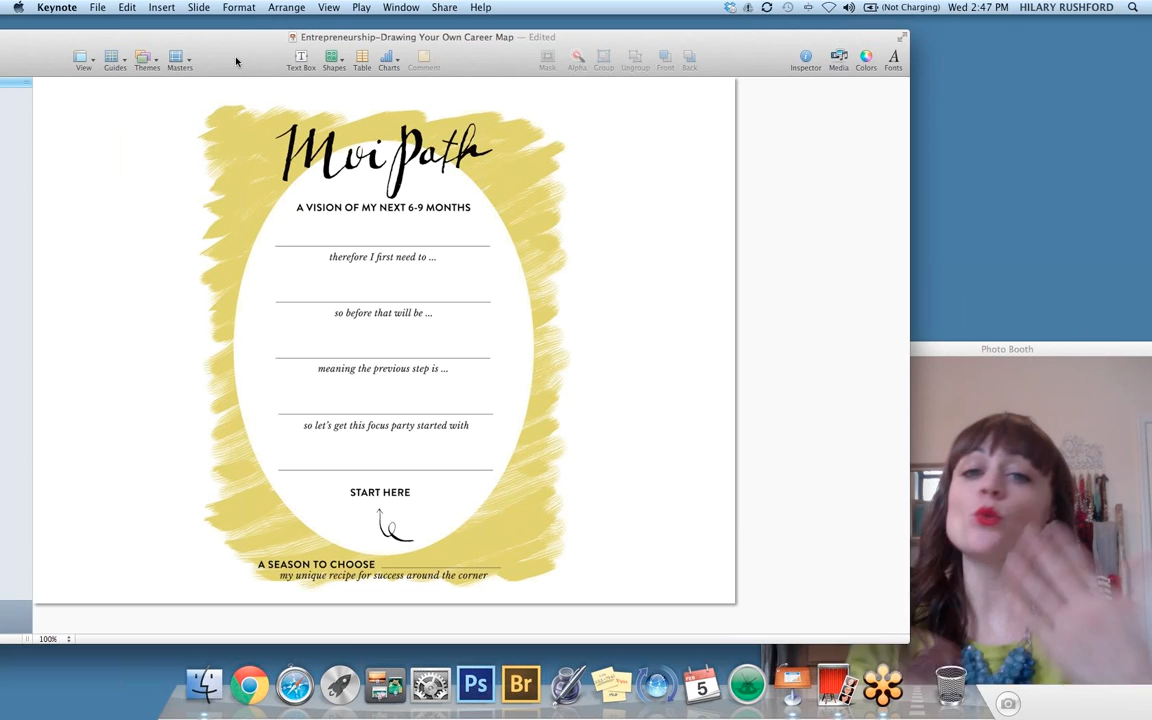 Keynote File Edit Insert Slide Format Arrange View Play Window Share Help (Not Charging) Wed 2:47 PM HILARY RUSHFORD
Entrepreneurship-Drawing Your Own Career Map — Edited
View Guides Themes Masters Text Box Shapes Table Charts Comment Mask Alpha Group Ungroup Front Back Inspector Media Colors Fonts
Moi Path
A VISION OF MY NEXT 6-9 MONTHS
therefore I first need to ...
so before that will be ...
meaning the previous step is ...
so let's get this focus party started with
START HERE
A SEASON TO CHOOSE
my unique recipe for success around the corner
100%
Photo Booth
Ps
Br
FEB
5